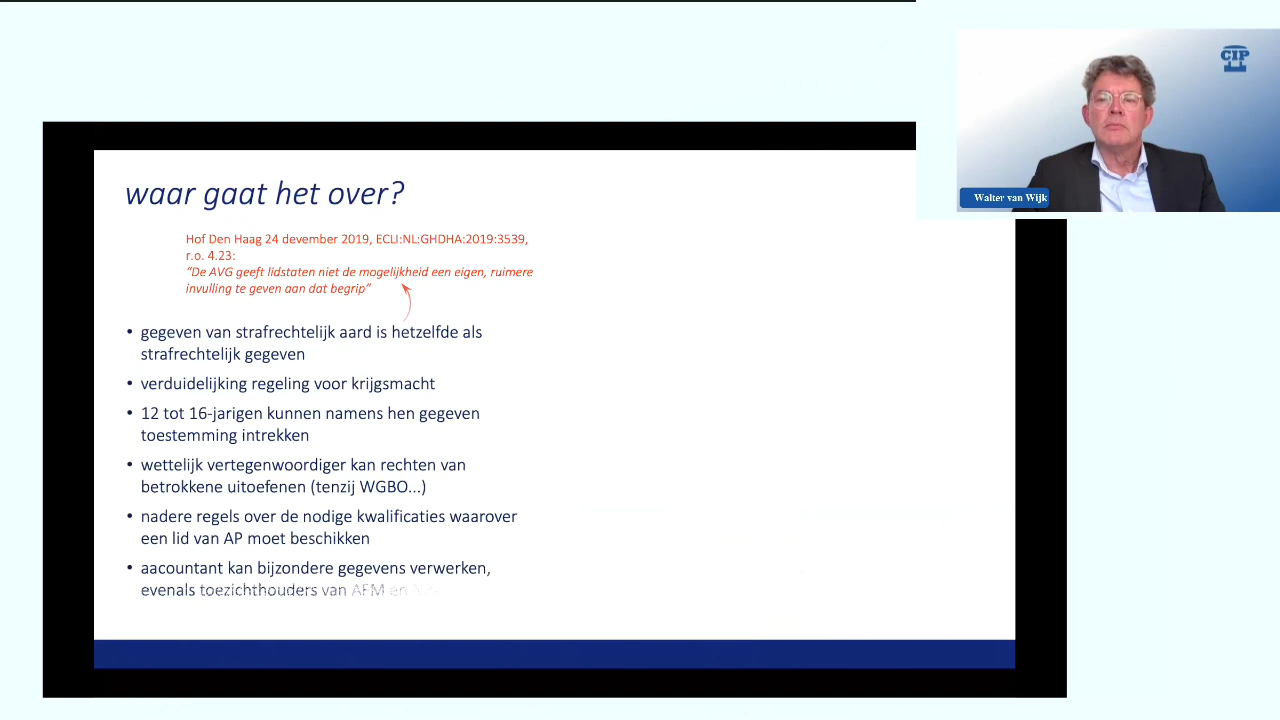 waar gaat het over?
Hof Den Haag 24 devember 2019, ECLI:NL:GHDHA:2019:3539,
r.o. 4.23:
“De AVG geeft lidstaten niet de mogelijkheid een eigen, ruimere
invulling te geven aan dat begrip”
• gegeven van strafrechtelijk aard is hetzelfde als
strafrechtelijk gegeven
• verduidelijking regeling voor krijgsmacht
• 12 tot 16-jarigen kunnen namens hen gegeven
toestemming intrekken
• wettelijk vertegenwoordiger kan rechten van
betrokkene uitoefenen (tenzij WGBO...)
• nadere regels over de nodige kwalificaties waarover
een lid van AP moet beschikken
• aacountant kan bijzondere gegevens verwerken,
evenals toezichthouders van AFM en
CIP
Walter van Wijk